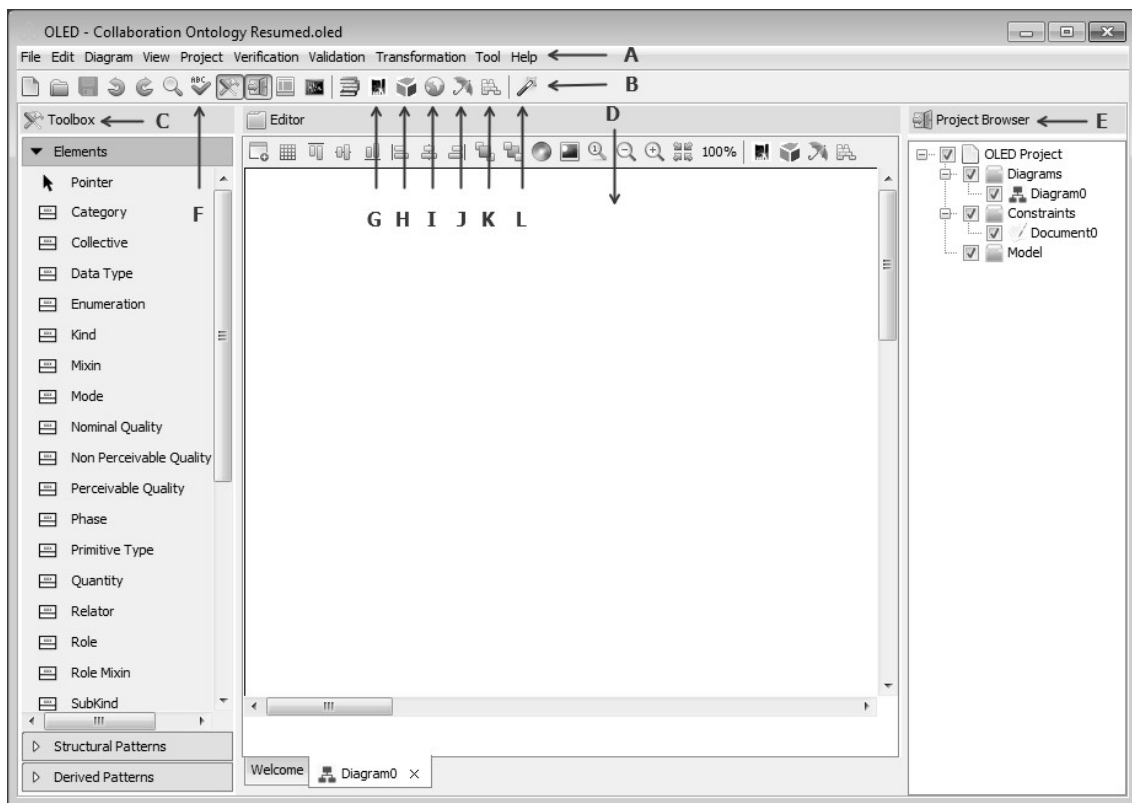 OLED - Collaboration Ontology Resumed.oled
File Edit Diagram View Project Verification Validation Transformation Tool Help A
ABC
B
Toolbox C
Editor
D
Project Browser E
Elements
100%
Pointer
Category
F
Collective
Data Type
Enumeration
Kind
Mixin
Mode
Nominal Quality
Non Perceivable Quality
Perceivable Quality
Phase
Primitive Type
Quantity
Relator
Role
Role Mixin
SubKind
Structural Patterns
Derived Patterns
G H I J K L
Welcome
Diagram0
OLED Project
Diagrams
Diagram0
Constraints
Document0
Model